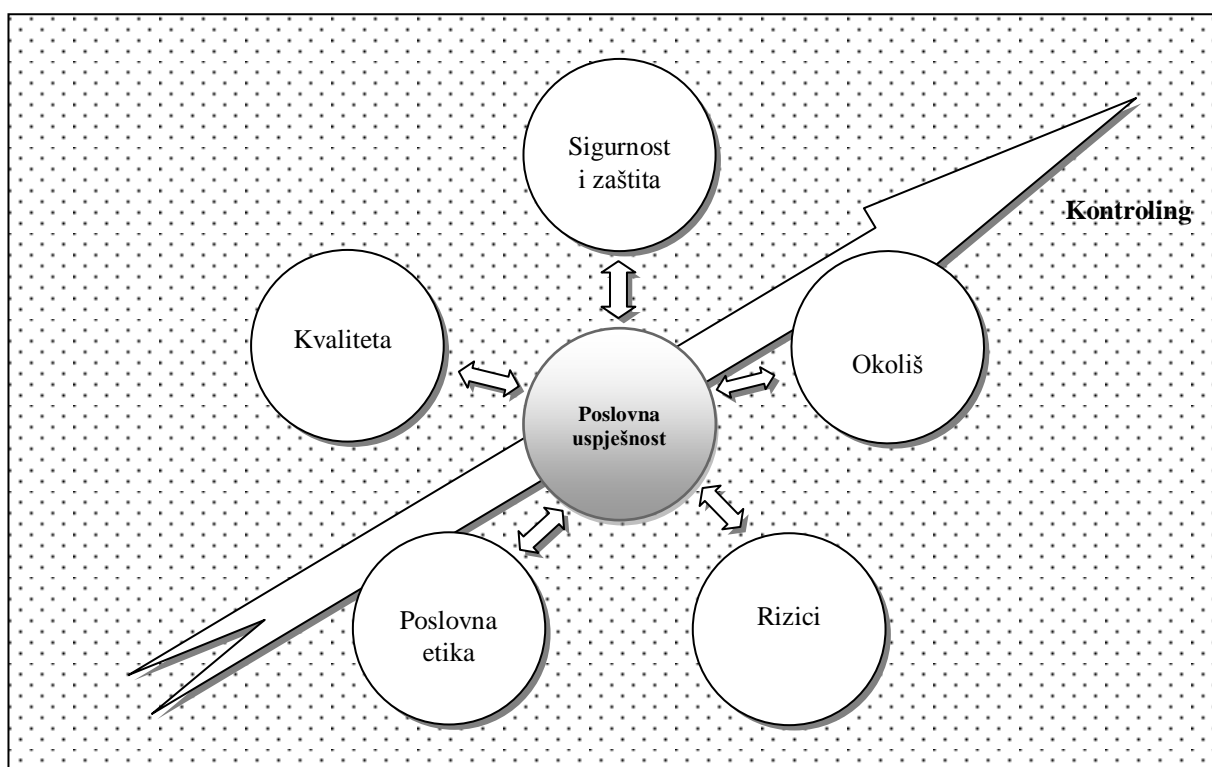 Sigurnost
i zaštita
Kontroling
Kvaliteta
Okoliš
Poslovna
uspješnost
Poslovna
etika
Rizici